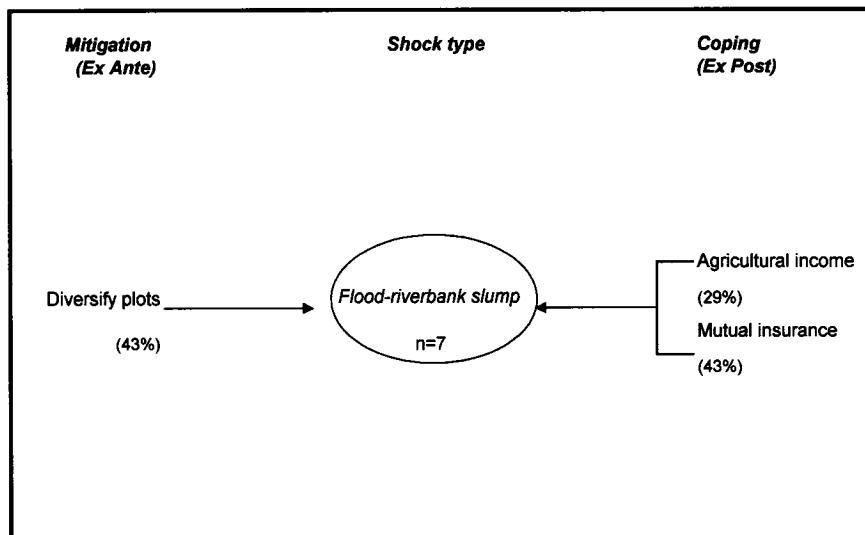 Mitigation
(Ex Ante)
Shock type
Coping
(Ex Post)
Diversify plots
(43%)
Flood-riverbank slump
n=7
Agricultural income
(29%)
Mutual insurance
(43%)